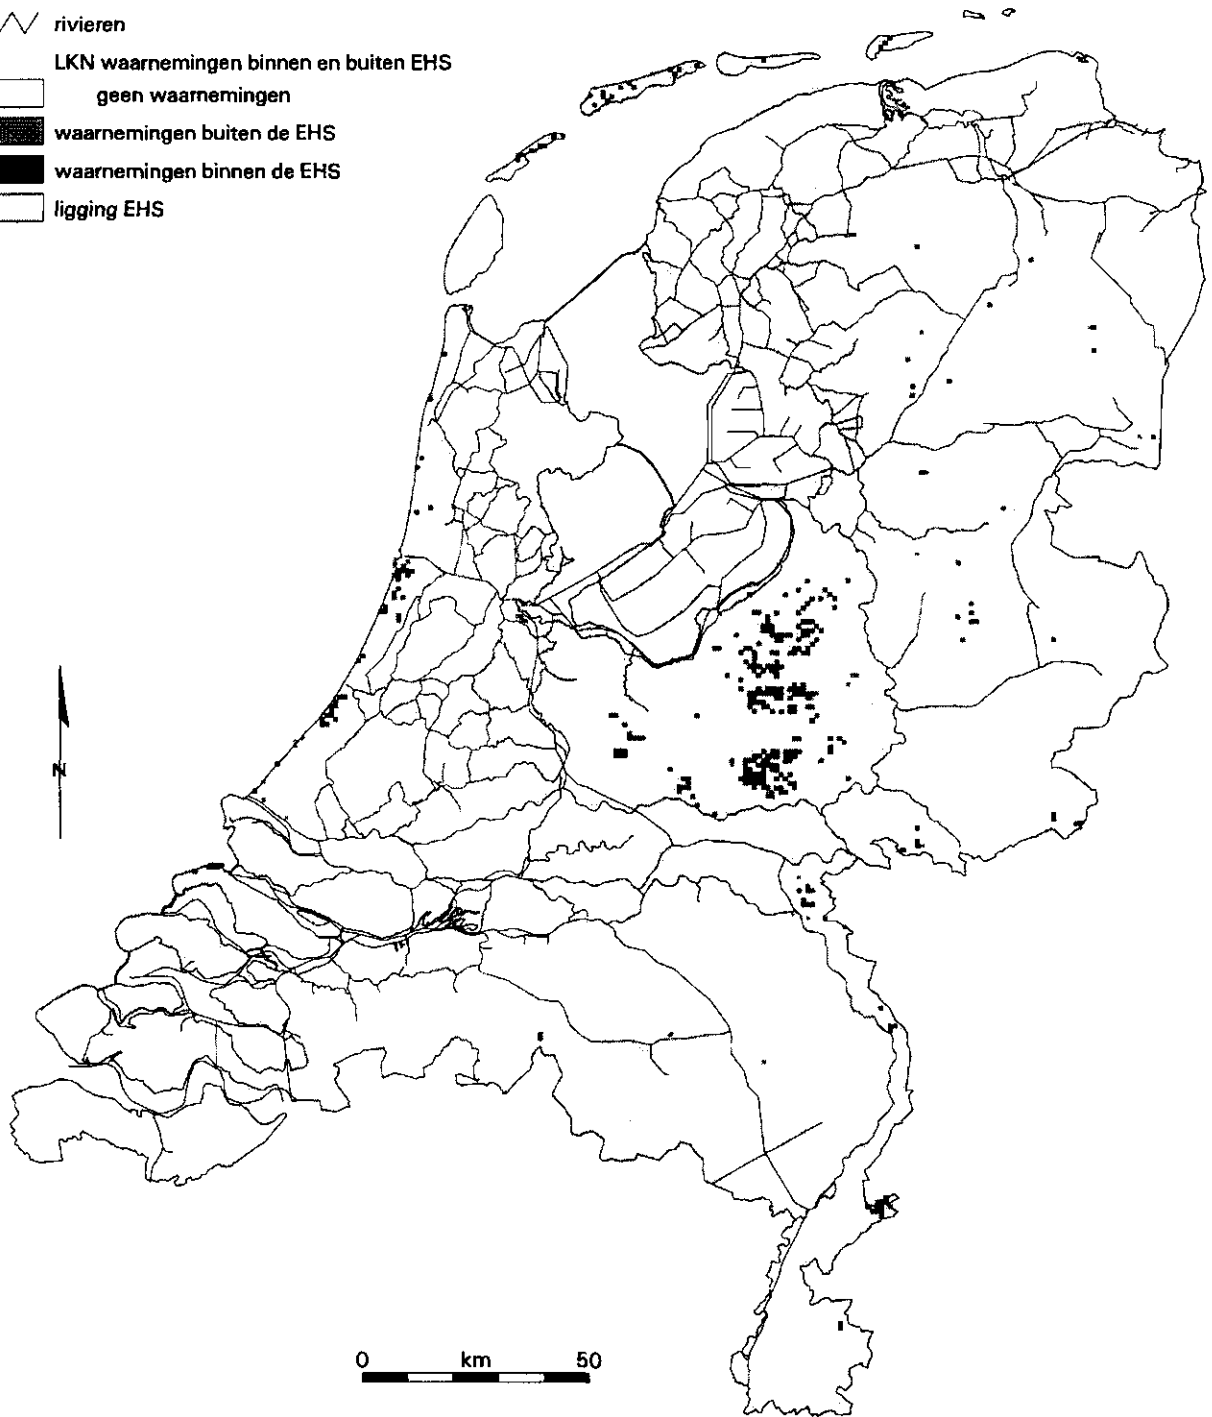 rivieren
LKN waarnemingen binnen en buiten EHS
geen waarnemingen
waarnemingen buiten de EHS
waarnemingen binnen de EHS
ligging EHS
N
0 km 50